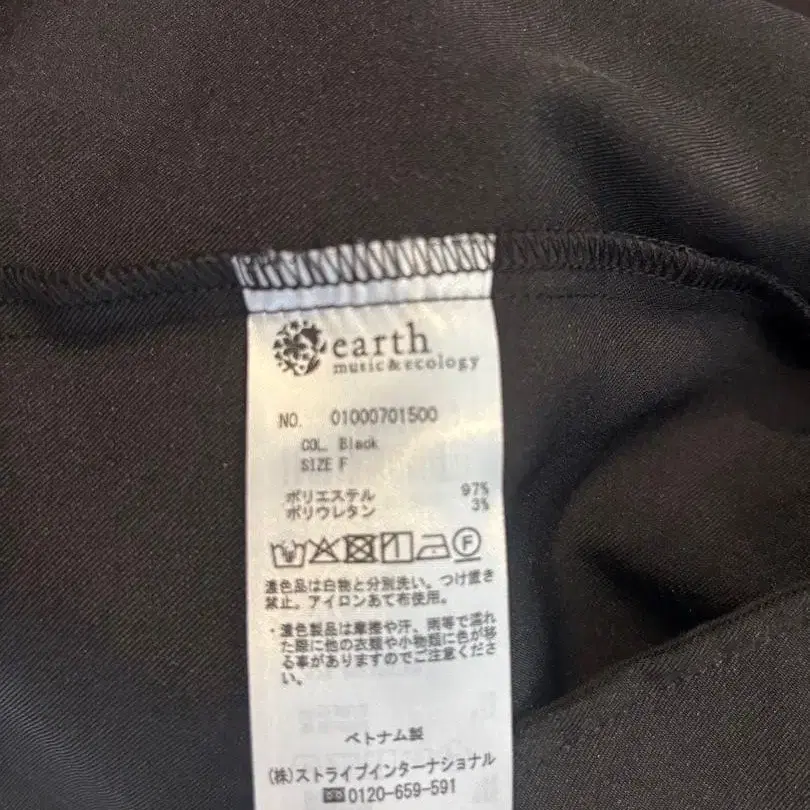 earth
music&ecology
NO. 01000701500
COL. Black
SIZE F
ポリエステル 97%
ポリウレタン 3%
F
濃色品は白物と分別洗い。つけ置き
禁止。アイロンあて布使用。
・濃色製品は摩擦や汗、雨等で濡れ
た際に他の衣類や小物類に色が移
る事がありますのでご注意くださ
い。
ベトナム製
(株)ストライプインターナショナル
0120-659-591